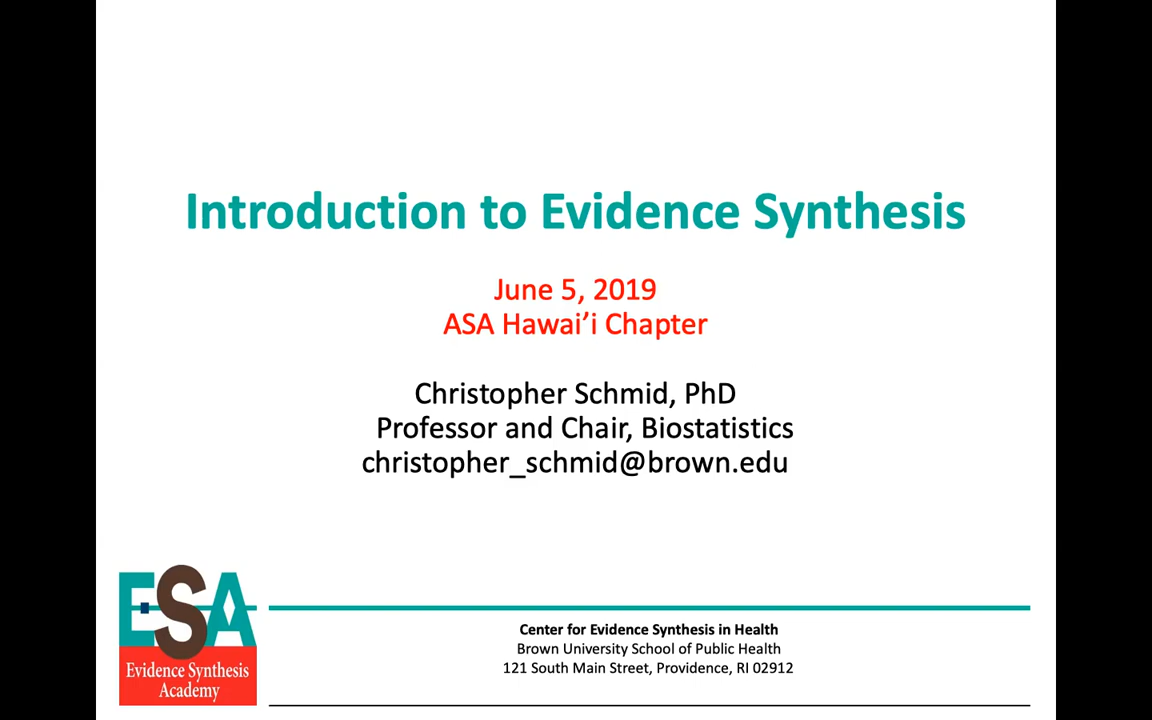 Introduction to Evidence Synthesis
June 5, 2019
ASA Hawai’i Chapter
Christopher Schmid, PhD
Professor and Chair, Biostatistics
christopher_schmid@brown.edu
ESA
Evidence Synthesis
Academy
Center for Evidence Synthesis in Health
Brown University School of Public Health
121 South Main Street, Providence, RI 02912